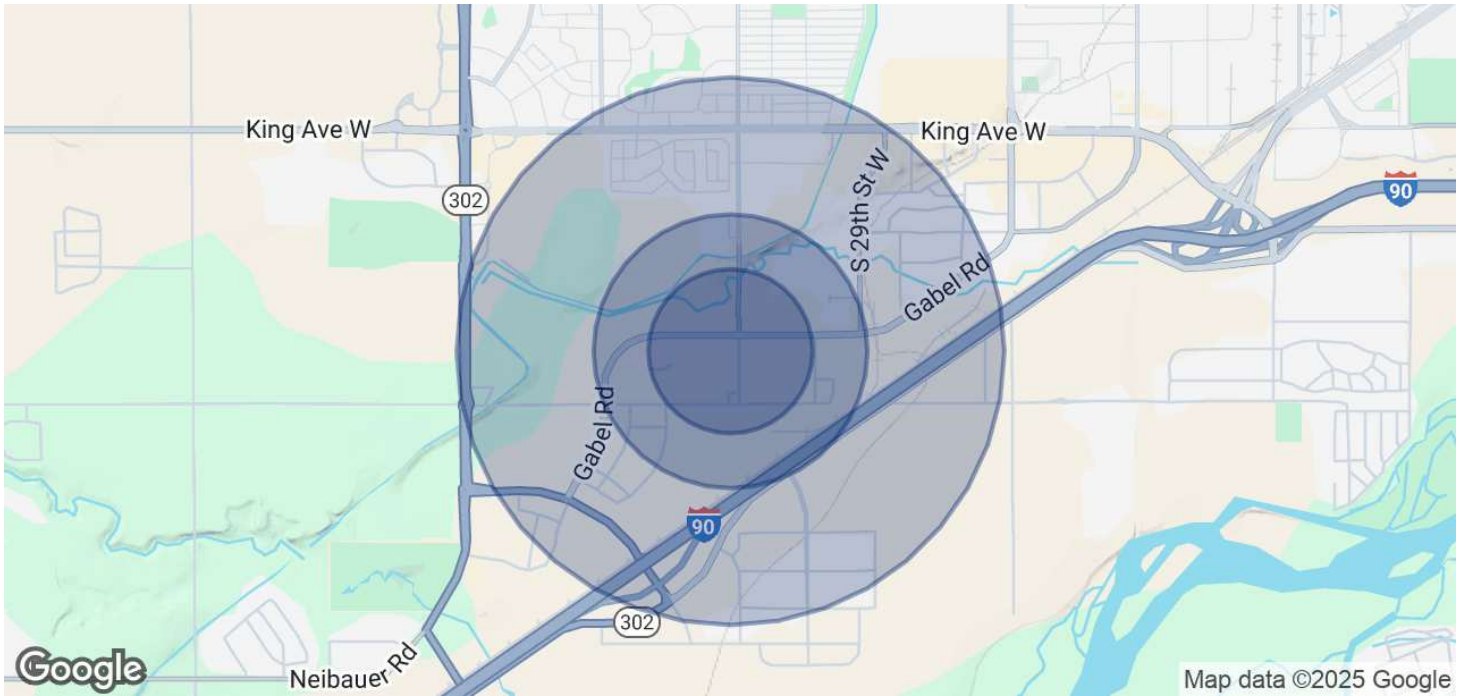 King Ave W
King Ave W
302
90
S 29th St W
Gabel Rd
Gabel Rd
90
302
Neibauer Rd
Google
Map data ©2025 Google